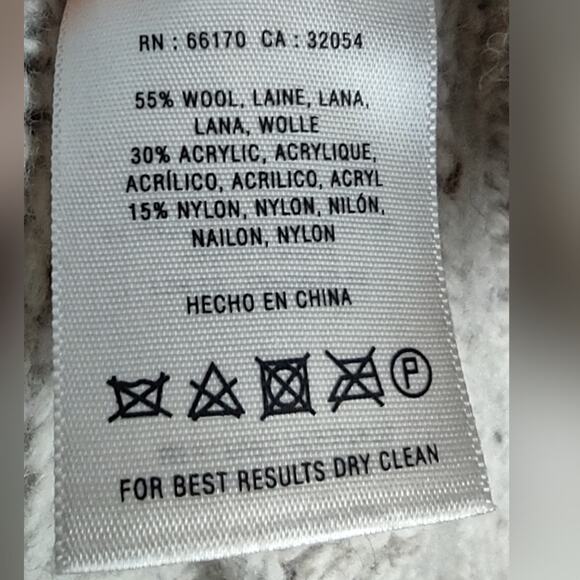 RN : 66170 CA : 32054
55% WOOL, LAINE, LANA,
LANA, WOLLE
30% ACRYLIC, ACRYLIQUE,
ACRÍLICO, ACRILICO, ACRYL
15% NYLON, NYLON, NILÓN,
NAILON, NYLON
HECHO EN CHINA
P
FOR BEST RESULTS DRY CLEAN